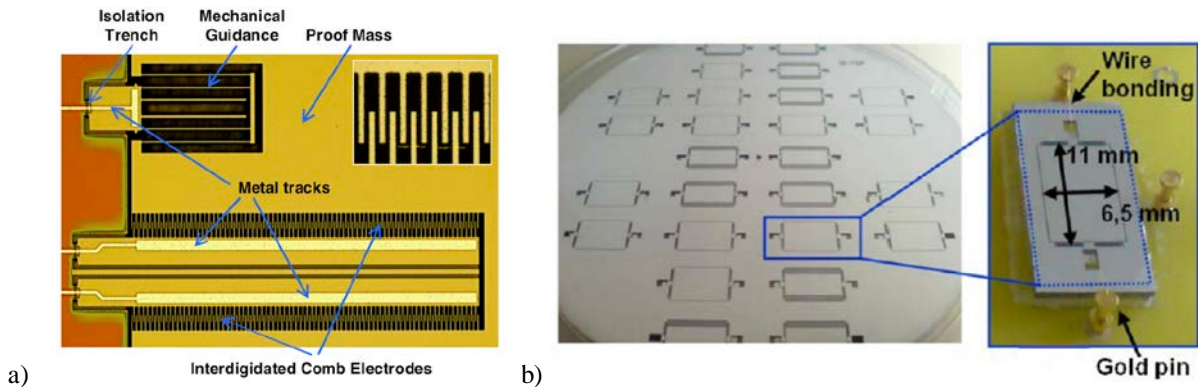 Isolation
Trench
Mechanical
Guidance
Proof Mass
Metal tracks
Interdigidated Comb Electrodes
a)
b)
Wire
bonding
11 mm
6,5 mm
Gold pin